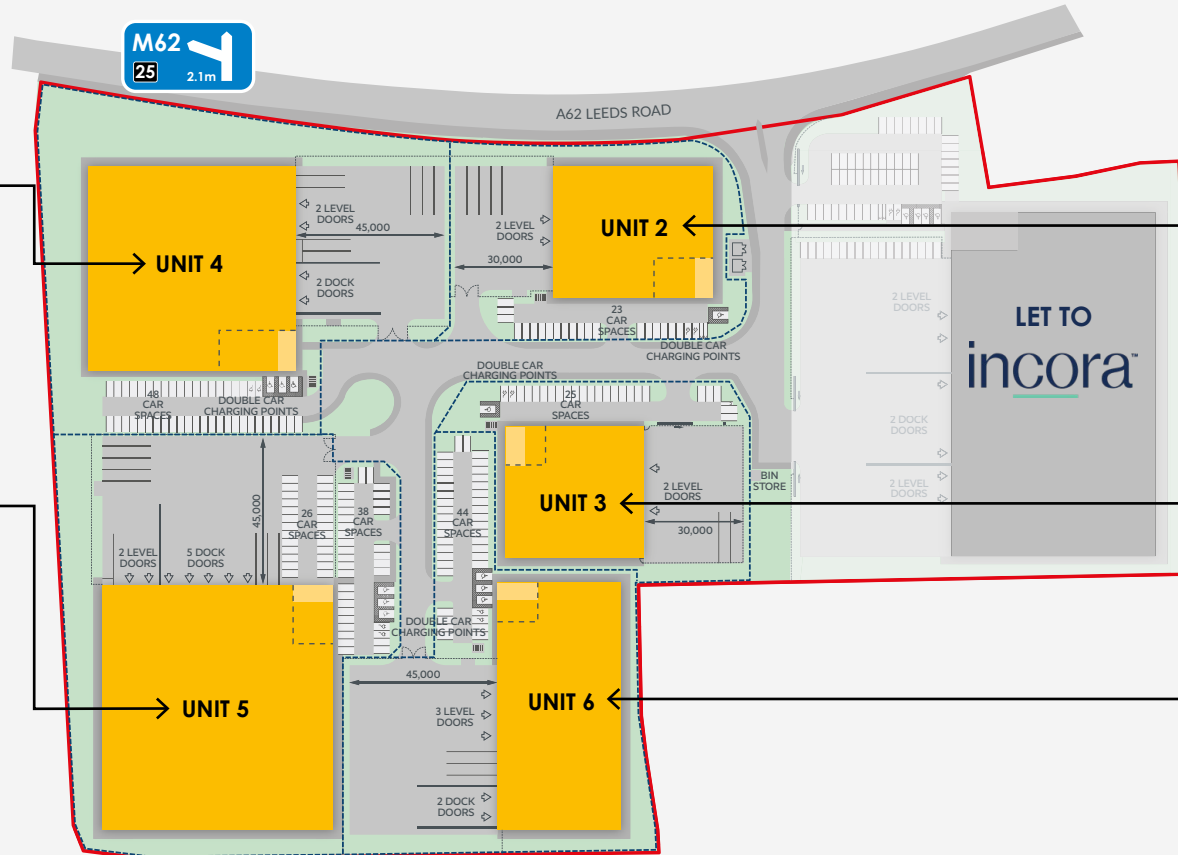 M62
25
2.1m
A62 LEEDS ROAD
UNIT 4
2 LEVEL
DOORS
45,000
2 DOCK
DOORS
48
CAR
SPACES
DOUBLE CAR
CHARGING POINTS
UNIT 2
2 LEVEL
DOORS
30,000
23
CAR
SPACES
DOUBLE CAR
CHARGING POINTS
DOUBLE CAR
CHARGING POINTS
25
CAR
SPACES
UNIT 3
2 LEVEL
DOORS
30,000
BIN
STORE
2 LEVEL
DOORS
2 DOCK
DOORS
2 LEVEL
DOORS
LET TO
incora™
45,000
26
CAR
SPACES
38
CAR
SPACES
44
CAR
SPACES
2 LEVEL
DOORS
5 DOCK
DOORS
UNIT 5
DOUBLE CAR
CHARGING POINTS
45,000
3 LEVEL
DOORS
2 DOCK
DOORS
UNIT 6